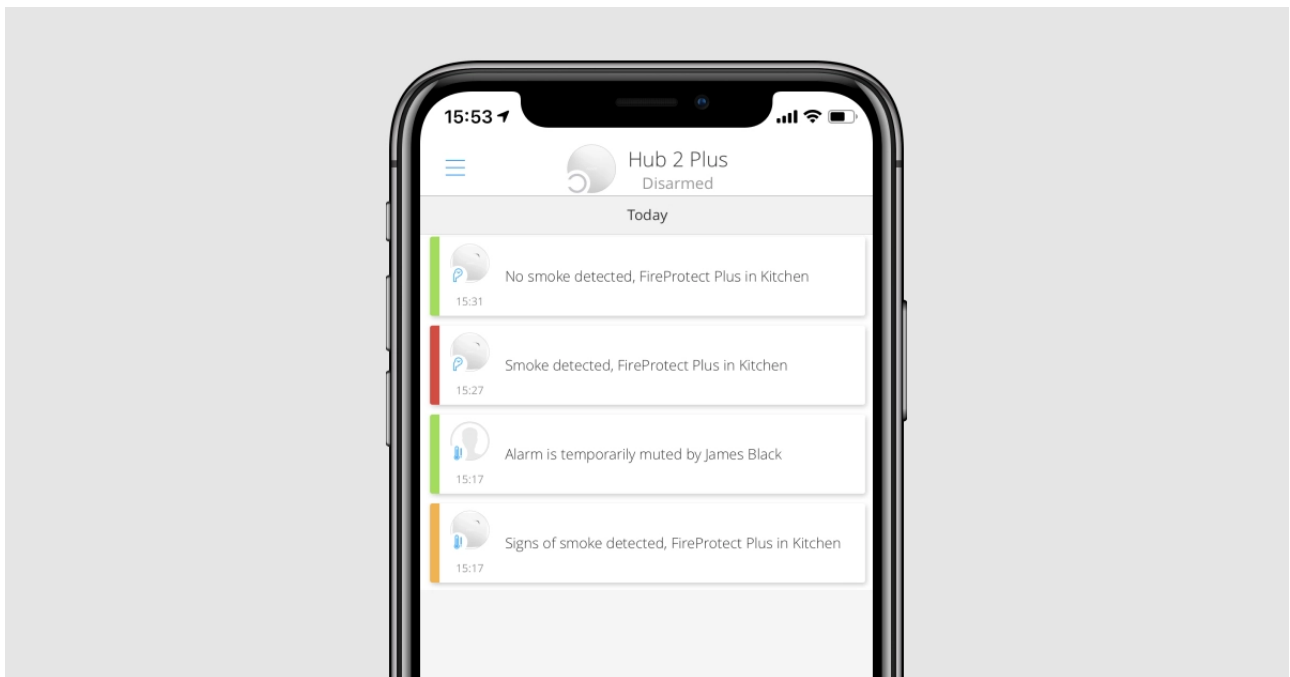 15:53
Hub 2 Plus
Disarmed
Today
No smoke detected, FireProtect Plus in Kitchen
15:31
Smoke detected, FireProtect Plus in Kitchen
15:27
Alarm is temporarily muted by James Black
15:17
Signs of smoke detected, FireProtect Plus in Kitchen
15:17